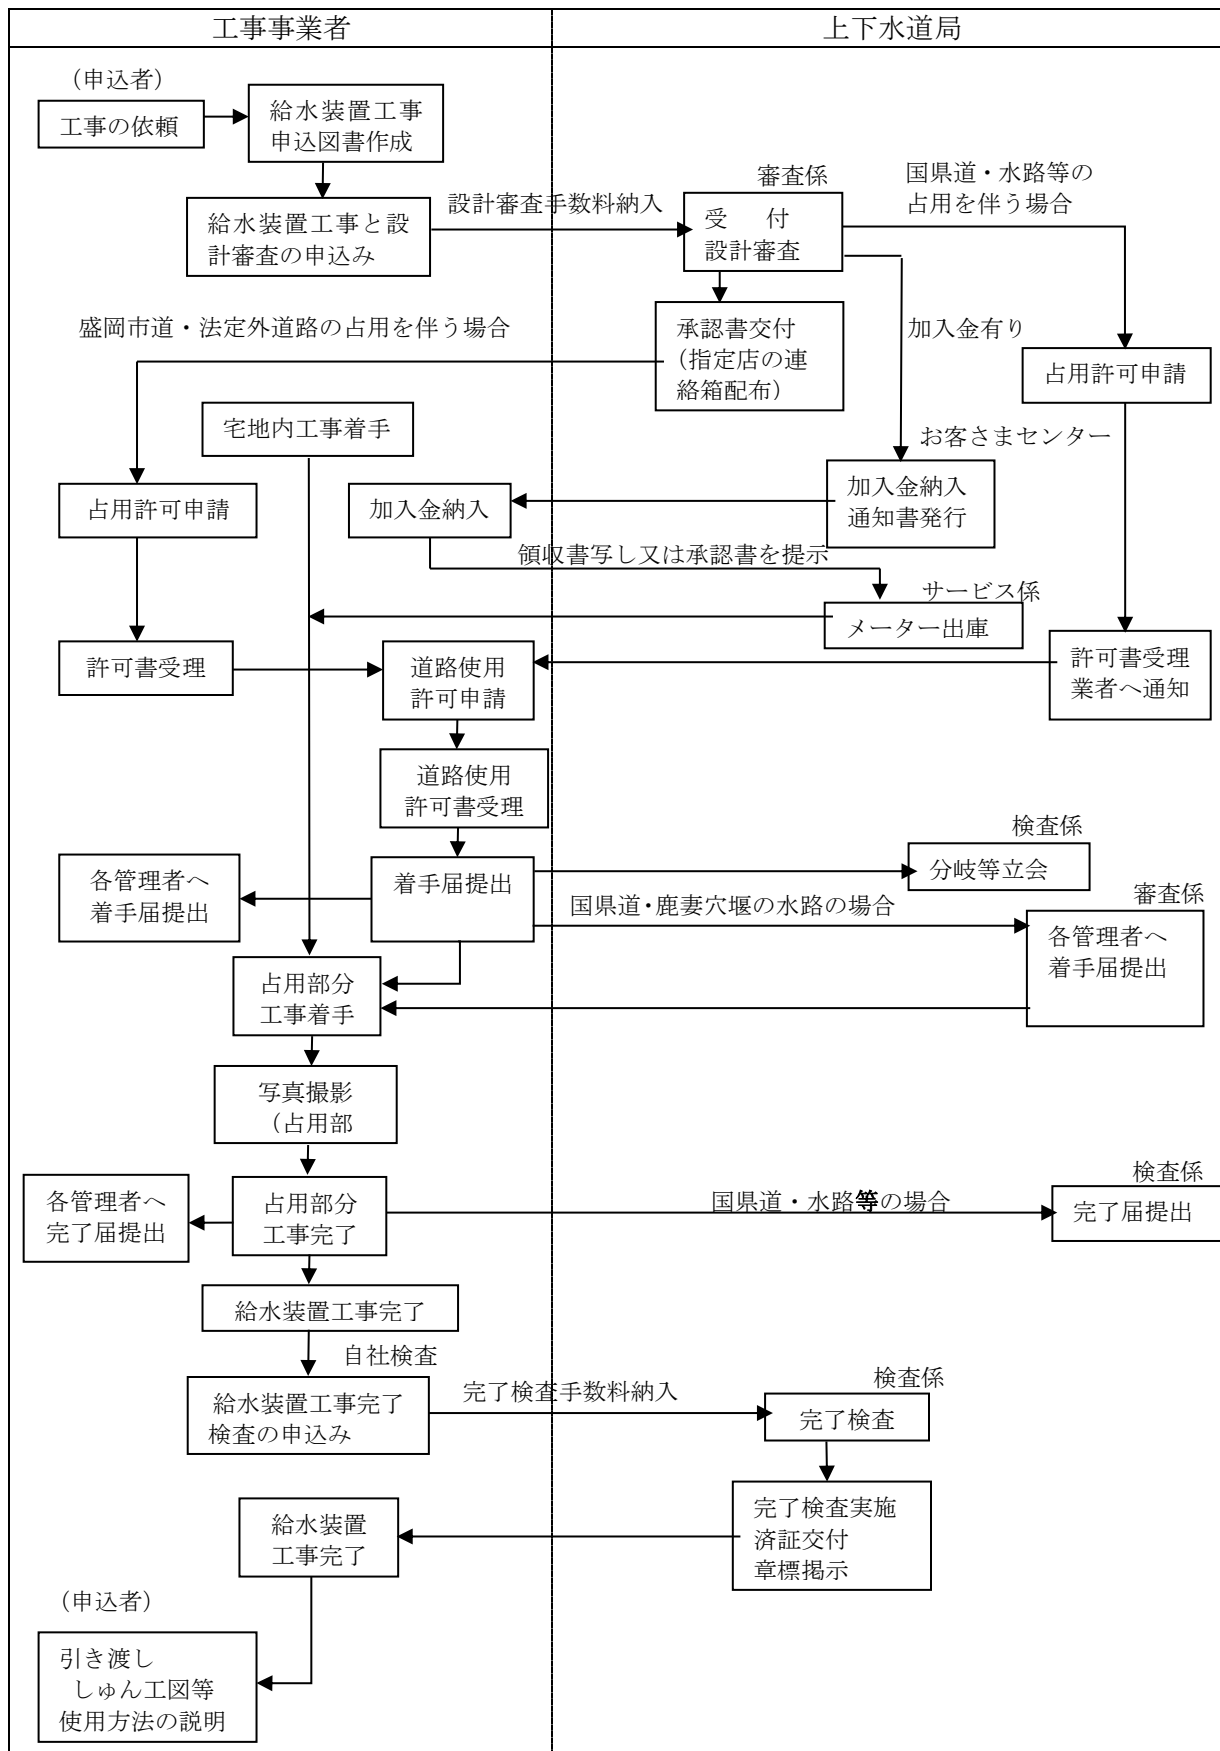 工事事業者
上下水道局
（申込者）
工事の依頼
給水装置工事
申込図書作成
給水装置工事と設
計審査の申込み
設計審査手数料納入
審査係
受　付
設計審査
国県道・水路等の
占用を伴う場合
盛岡市道・法定外道路の占用を伴う場合
承認書交付
（指定店の連
絡箱配布）
加入金有り
占用許可申請
宅地内工事着手
お客さまセンター
占用許可申請
加入金納入
加入金納入
通知書発行
領収書写し又は承認書を提示
サービス係
メーター出庫
許可書受理
道路使用
許可申請
許可書受理
業者へ通知
道路使用
許可書受理
検査係
各管理者へ
着手届提出
着手届提出
分岐等立会
国県道・鹿妻穴堰の水路の場合
審査係
各管理者へ
着手届提出
占用部分
工事着手
写真撮影
（占用部
検査係
各管理者へ
完了届提出
占用部分
工事完了
国県道・水路等の場合
完了届提出
給水装置工事完了
自社検査
給水装置工事完了
検査の申込み
完了検査手数料納入
検査係
完了検査
給水装置
工事完了
完了検査実施
済証交付
章標掲示
（申込者）
引き渡し
しゅん工図等
使用方法の説明